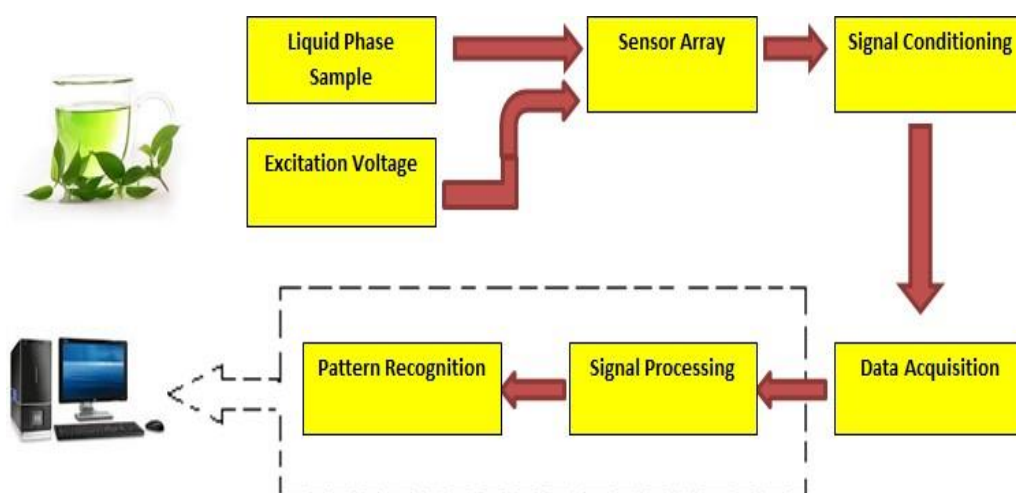 Liquid Phase
Sample
Sensor Array
Signal Conditioning
Excitation Voltage
Pattern Recognition
Signal Processing
Data Acquisition